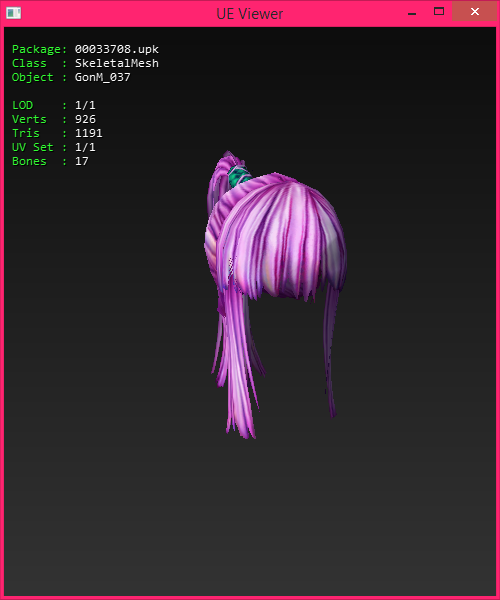 UE Viewer
Package: 00033708.upk
Class : SkeletalMesh
Object : GonM_037
LOD : 1/1
Verts : 926
Tris : 1191
UV Set : 1/1
Bones : 17